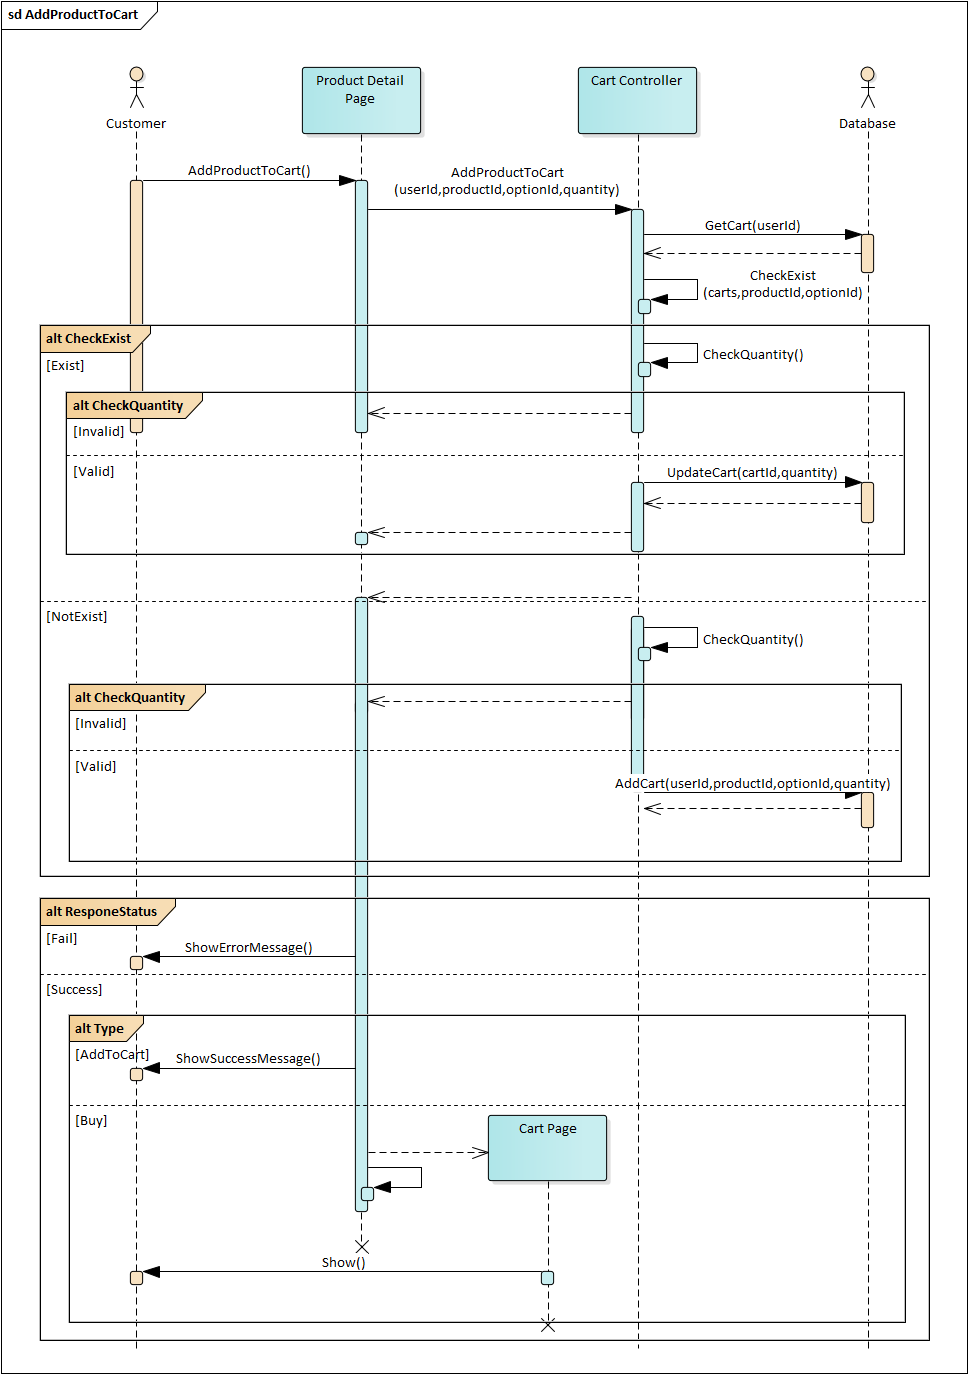 sd AddProductToCart
Product Detail
Page
Cart Controller
Customer
Database
AddProductToCart()
AddProductToCart
(userId,productId,optionId,quantity)
GetCart(userId)
CheckExist
(carts,productId,optionId)
alt CheckExist
[Exist]
CheckQuantity()
alt CheckQuantity
[Invalid]
[Valid]
UpdateCart(cartId,quantity)
[NotExist]
CheckQuantity()
alt CheckQuantity
[Invalid]
[Valid]
AddCart(userId,productId,optionId,quantity)
alt ResponeStatus
[Fail]
ShowErrorMessage()
[Success]
alt Type
[AddToCart]
ShowSuccessMessage()
[Buy]
Cart Page
Show()